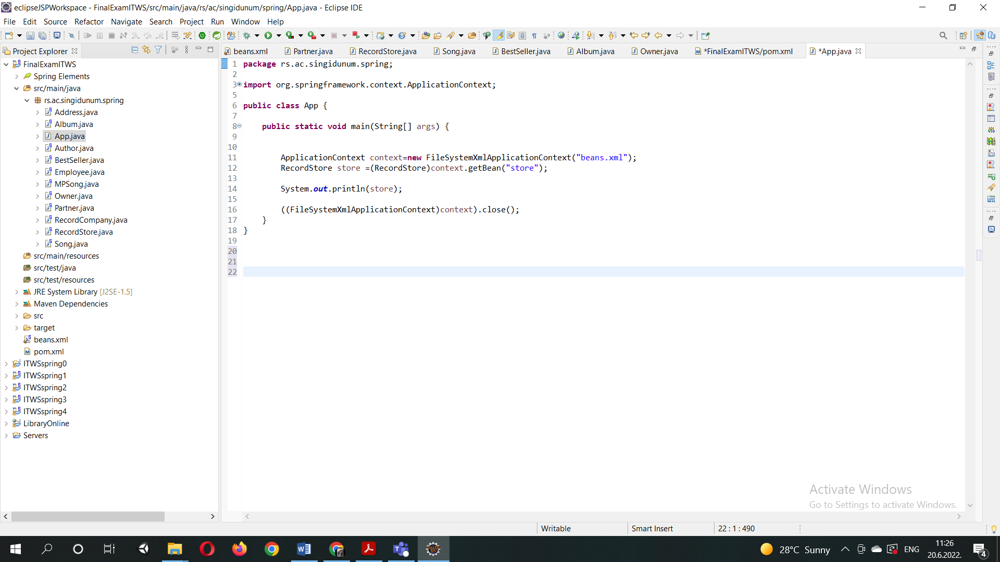 eclipseJSPWorkspace - FinalExamITWS/src/main/java/rs/ac/singidunum/spring/App.java - Eclipse IDE
File Edit Source Refactor Navigate Search Project Run Window Help
Project Explorer
beans.xml Partner.java RecordStore.java Song.java BestSeller.java Album.java Owner.java *FinalExamITWS/pom.xml *App.java
FinalExamITWS
Spring Elements
src/main/java
rs.ac.singidunum.spring
Address.java
Album.java
App.java
Author.java
BestSeller.java
Employee.java
MPSong.java
Owner.java
Partner.java
RecordCompany.java
RecordStore.java
Song.java
src/main/resources
src/test/java
src/test/resources
JRE System Library [J2SE-1.5]
Maven Dependencies
src
target
beans.xml
pom.xml
ITWSspring0
ITWSspring1
ITWSspring2
ITWSspring3
ITWSspring4
LibraryOnline
Servers
1 package rs.ac.singidunum.spring;
2
3 import org.springframework.context.ApplicationContext;
5
6 public class App {
7
8 public static void main(String[] args) {
9
10
11 ApplicationContext context=new FileSystemXmlApplicationContext("beans.xml");
12 RecordStore store =(RecordStore)context.getBean("store");
13
14 System.out.println(store);
15
16 ((FileSystemXmlApplicationContext)context).close();
17 }
18 }
19
20
21
22
Activate Windows
Go to Settings to activate Windows.
Writable Smart Insert 22 : 1 : 490
28°C Sunny ENG 11:26
20.6.2022. 4